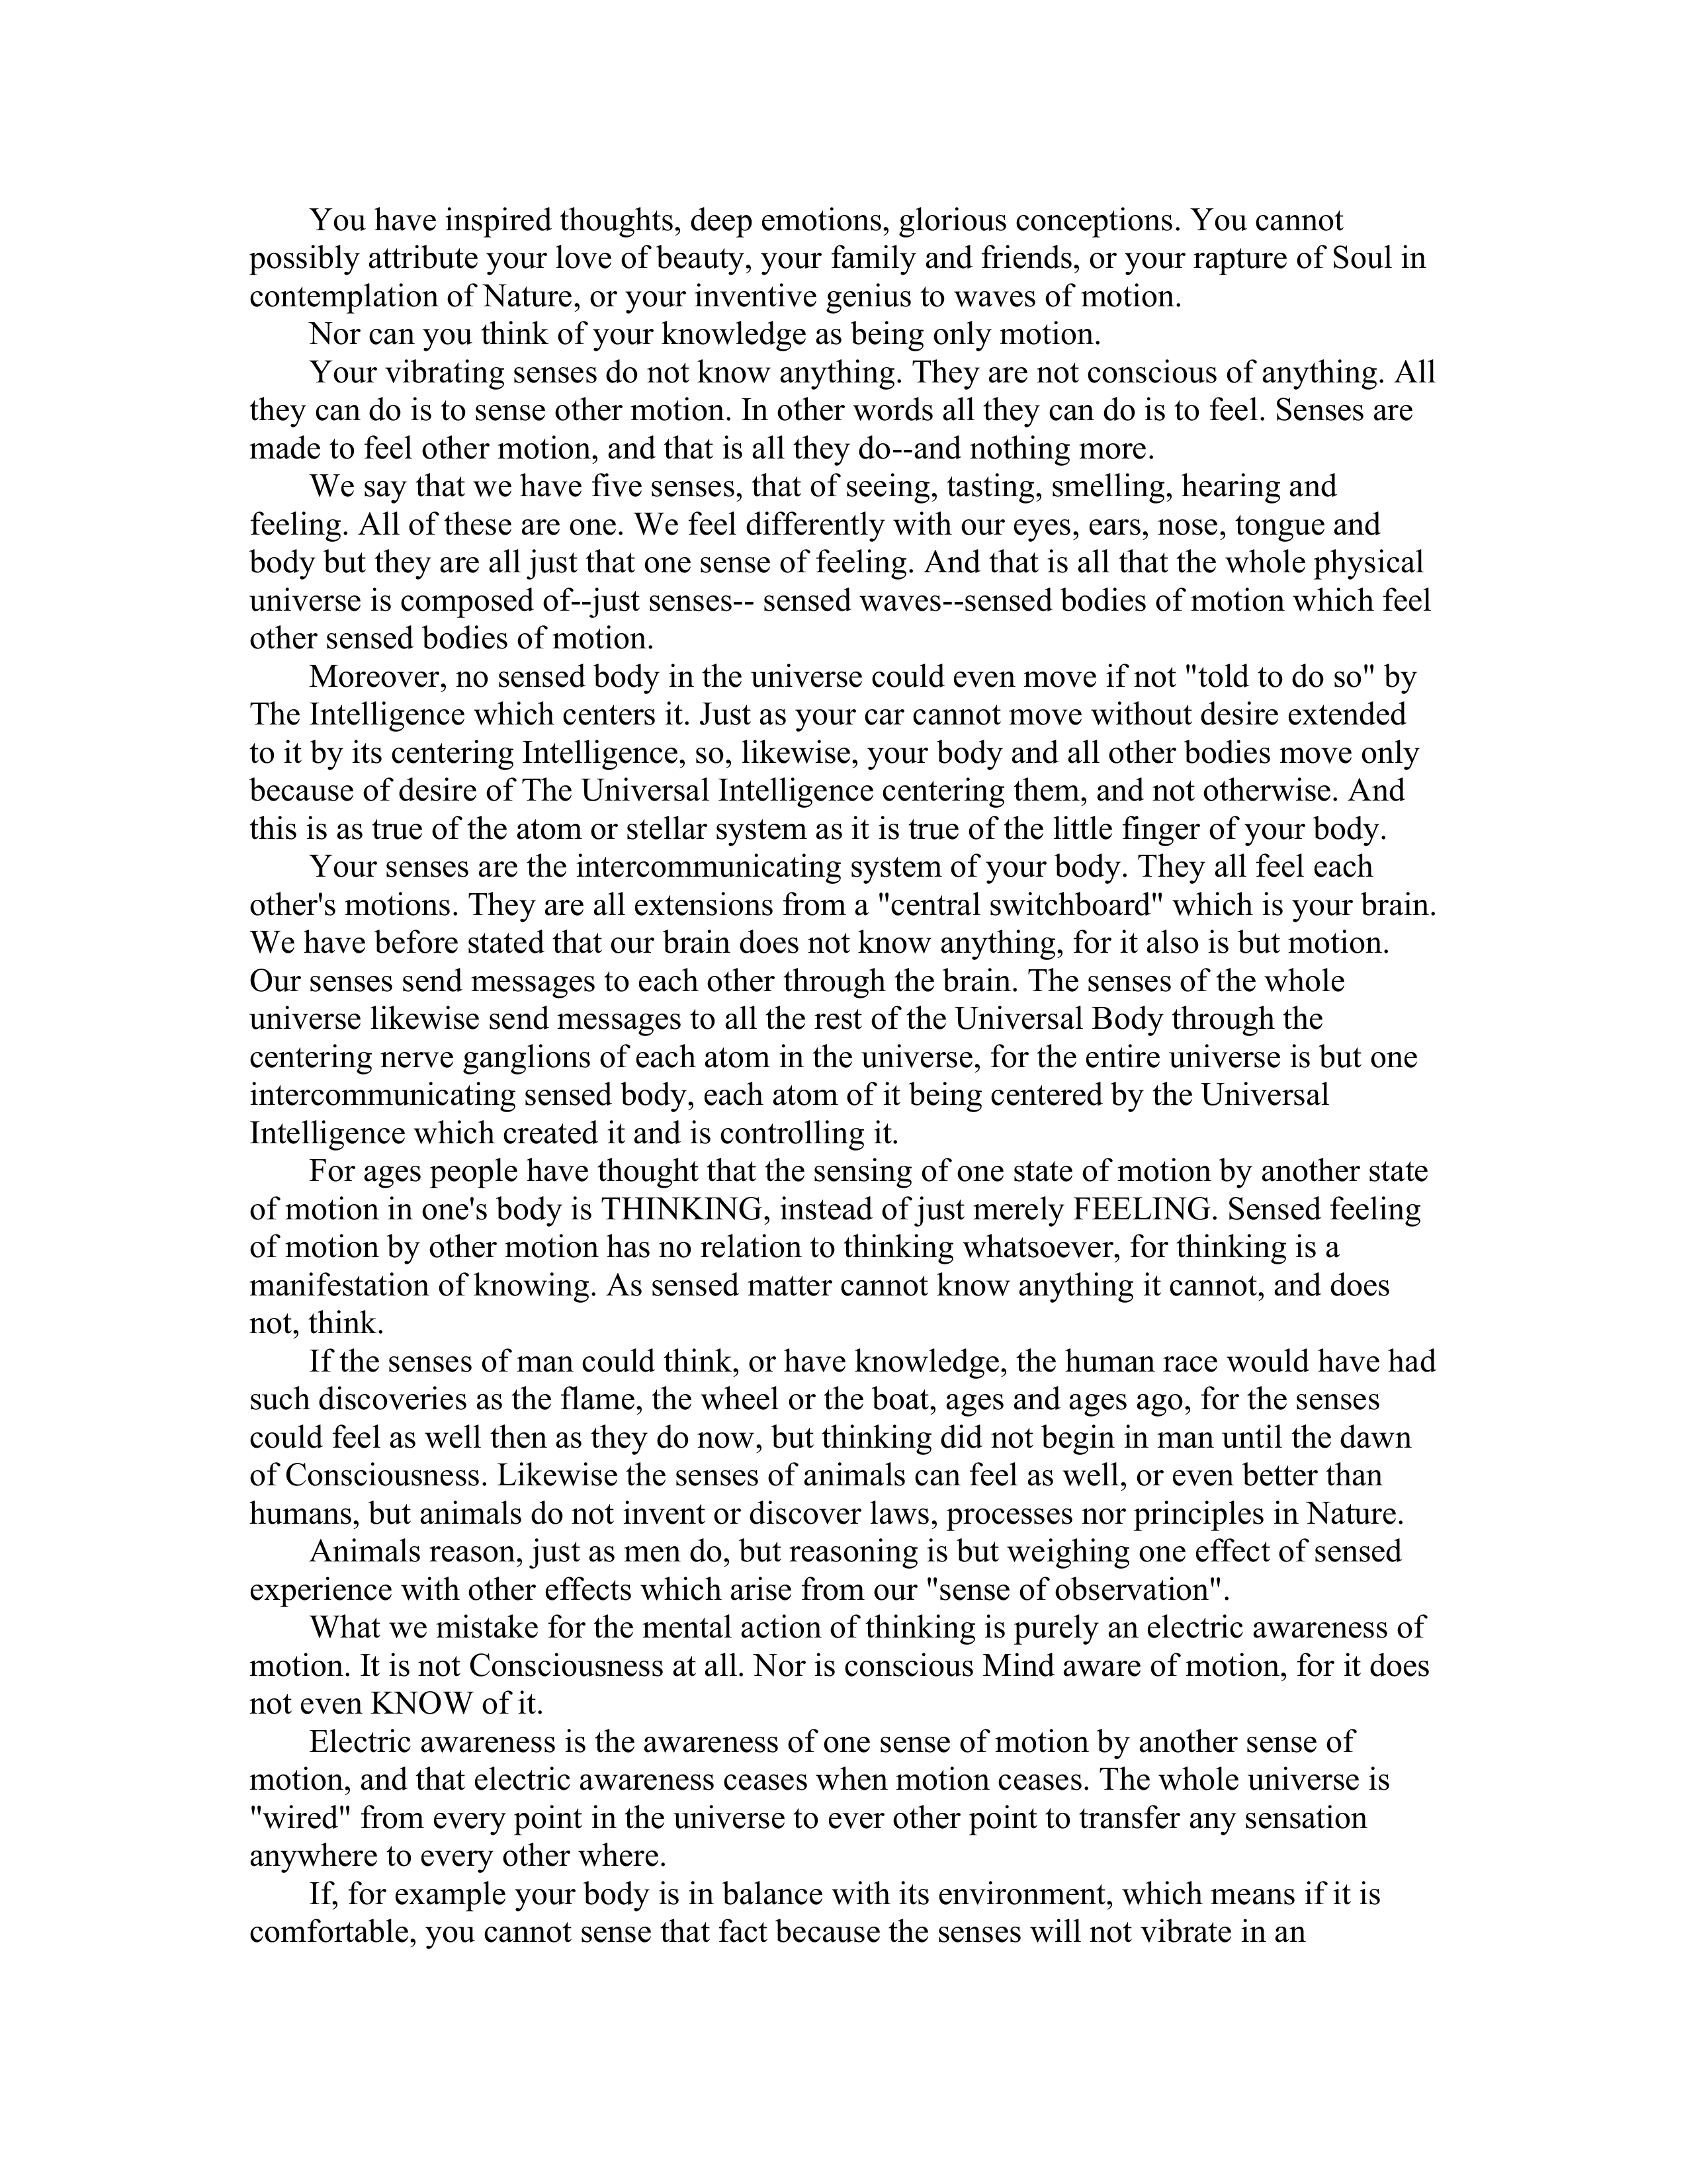 You have inspired thoughts, deep emotions, glorious conceptions. You cannot
possibly attribute your love of beauty, your family and friends, or your rapture of Soul in
contemplation of Nature, or your inventive genius to waves of motion.
Nor can you think of your knowledge as being only motion.
Your vibrating senses do not know anything. They are not conscious of anything. All
they can do is to sense other motion. In other words all they can do is to feel. Senses are
made to feel other motion, and that is all they do--and nothing more.
We say that we have five senses, that of seeing, tasting, smelling, hearing and
feeling. All of these are one. We feel differently with our eyes, ears, nose, tongue and
body but they are all just that one sense of feeling. And that is all that the whole physical
universe is composed of--just senses-- sensed waves--sensed bodies of motion which feel
other sensed bodies of motion.
Moreover, no sensed body in the universe could even move if not "told to do so" by
The Intelligence which centers it. Just as your car cannot move without desire extended
to it by its centering Intelligence, so, likewise, your body and all other bodies move only
because of desire of The Universal Intelligence centering them, and not otherwise. And
this is as true of the atom or stellar system as it is true of the little finger of your body.
Your senses are the intercommunicating system of your body. They all feel each
other's motions. They are all extensions from a "central switchboard" which is your brain.
We have before stated that our brain does not know anything, for it also is but motion.
Our senses send messages to each other through the brain. The senses of the whole
universe likewise send messages to all the rest of the Universal Body through the
centering nerve ganglions of each atom in the universe, for the entire universe is but one
intercommunicating sensed body, each atom of it being centered by the Universal
Intelligence which created it and is controlling it.
For ages people have thought that the sensing of one state of motion by another state
of motion in one's body is THINKING, instead of just merely FEELING. Sensed feeling
of motion by other motion has no relation to thinking whatsoever, for thinking is a
manifestation of knowing. As sensed matter cannot know anything it cannot, and does
not, think.
If the senses of man could think, or have knowledge, the human race would have had
such discoveries as the flame, the wheel or the boat, ages and ages ago, for the senses
could feel as well then as they do now, but thinking did not begin in man until the dawn
of Consciousness. Likewise the senses of animals can feel as well, or even better than
humans, but animals do not invent or discover laws, processes nor principles in Nature.
Animals reason, just as men do, but reasoning is but weighing one effect of sensed
experience with other effects which arise from our "sense of observation".
What we mistake for the mental action of thinking is purely an electric awareness of
motion. It is not Consciousness at all. Nor is conscious Mind aware of motion, for it does
not even KNOW of it.
Electric awareness is the awareness of one sense of motion by another sense of
motion, and that electric awareness ceases when motion ceases. The whole universe is
"wired" from every point in the universe to ever other point to transfer any sensation
anywhere to every other where.
If, for example your body is in balance with its environment, which means if it is
comfortable, you cannot sense that fact because the senses will not vibrate in an